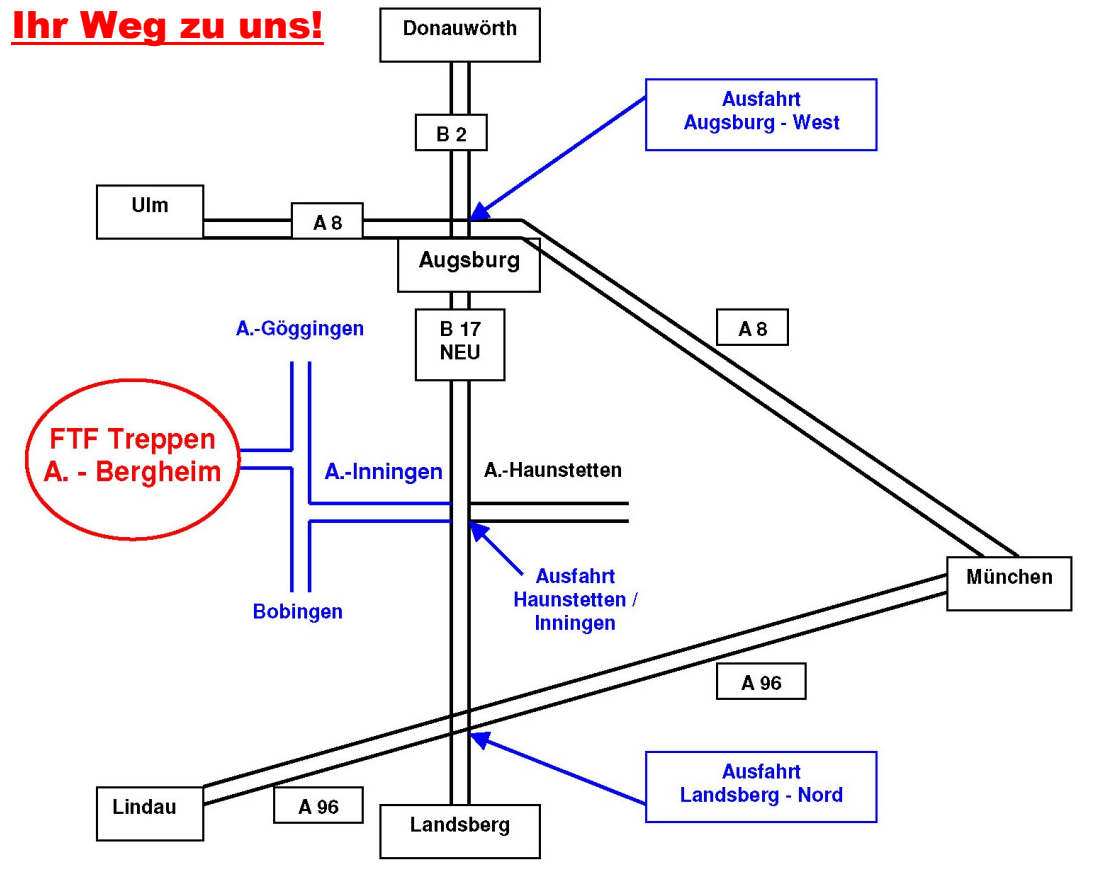 Ihr Weg zu uns!
Donauwörth
Ausfahrt
Augsburg - West
B 2
Ulm
A 8
Augsburg
A.-Göggingen
B 17
NEU
A 8
FTF Treppen
A. - Bergheim
A.-Inningen
A.-Haunstetten
Ausfahrt
Haunstetten /
Inningen
München
Bobingen
A 96
Ausfahrt
Landsberg - Nord
Lindau
A 96
Landsberg